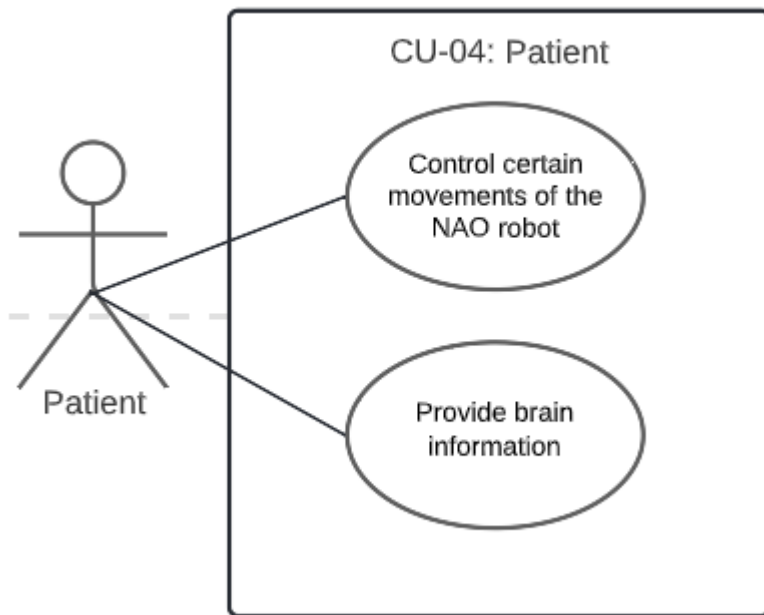 CU-04: Patient
Control certain
movements of the
NAO robot
Patient
Provide brain
information